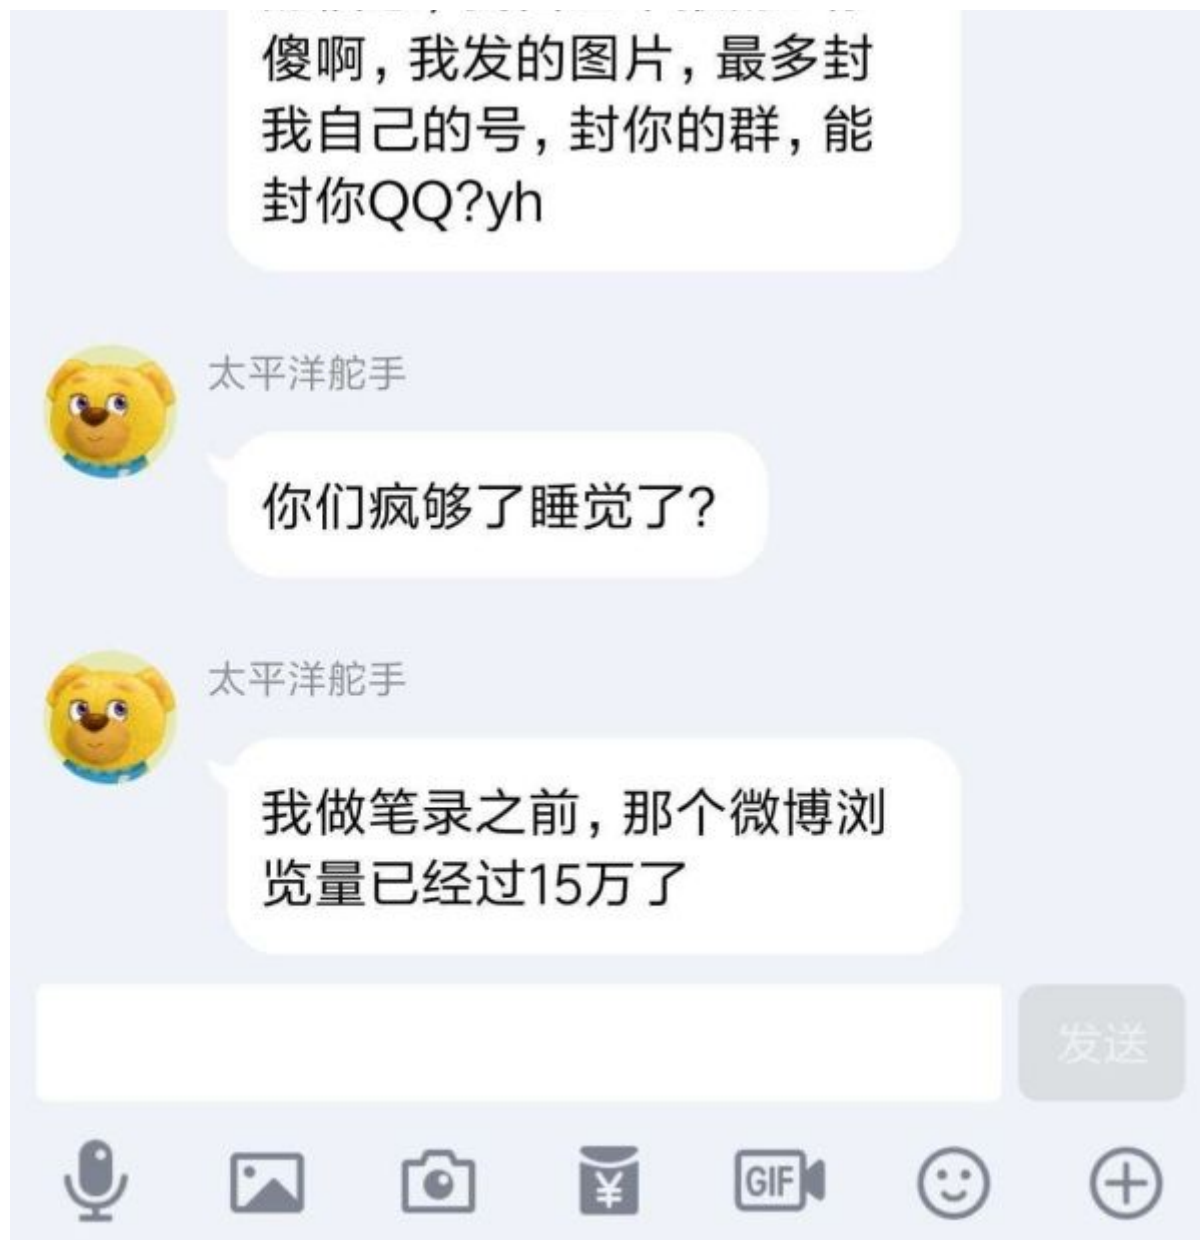 傻啊，我发的图片，最多封
我自己的号，封你的群，能
封你QQ?yh
太平洋舵手
你们疯够了睡觉了?
太平洋舵手
我做笔录之前，那个微博浏
览量已经过15万了
发送
GIF